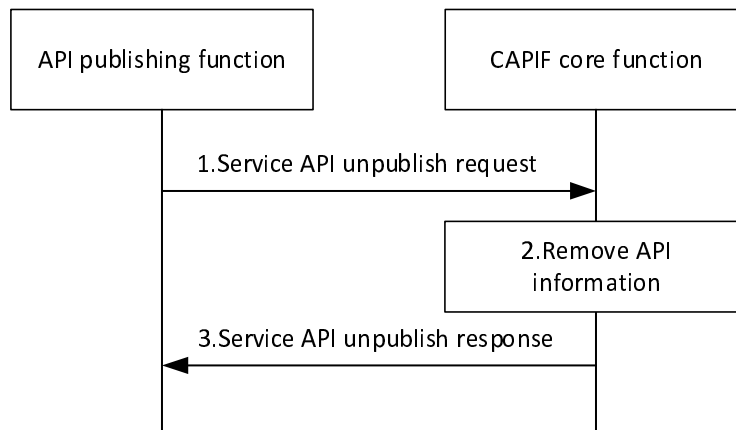 API publishing function
CAPIF core function
1.Service API unpublish request
2.Remove API
information
3.Service API unpublish response